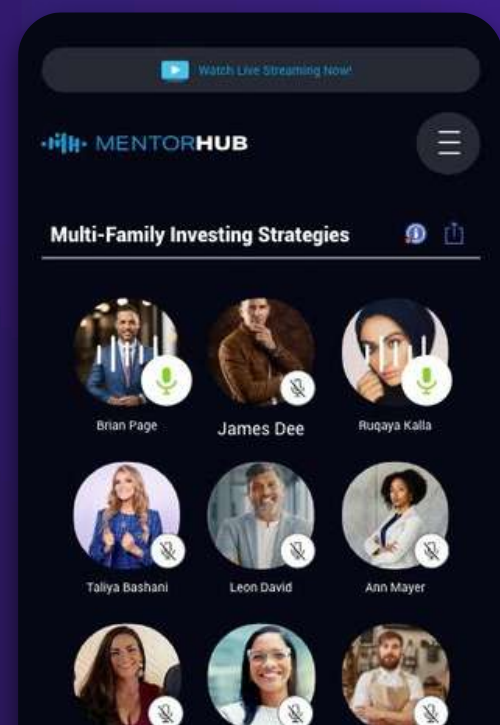 Watch Live Streaming Now!
MENTORHUB
Multi-Family Investing Strategies
Brian Page
James Dee
Ruqaya Kalla
Taliya Bashani
Leon David
Ann Mayer